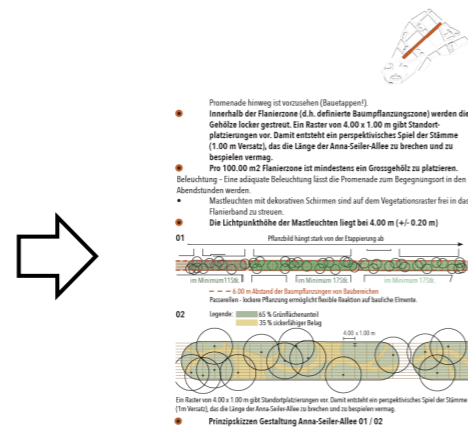 Promenade hinweg ist vorzusehen (Bauetappen!).
Innerhalb der Flanierzone (d.h. definierte Baumpflanzungszone) werden die
Gehölze locker gestreut. Ein Raster von 4.00 x 1.00 m gibt Standort-
platzierungen vor. Damit entsteht ein perspektivisches Spiel der Stämme
(1.00 m Versatz), das die Länge der Anna-Seiler-Allee zu brechen und zu
bespielen vermag.
Pro 100.00 m2 Flanierzone ist mindestens ein Grossgehölz zu platzieren.
Beleuchtung – Eine adäquate Beleuchtung lässt die Promenade zum Begegnungsort in den
Abendstunden werden.
• Mastleuchten mit dekorativen Schirmen sind auf dem Vegetationsraster frei in das
Flanierband zu streuen.
Die Lichtpunkthöhe der Mastleuchten liegt bei 4.00 m (+/- 0.20 m)
01 Pflanzbild hängt stark von der Etappierung ab
im Minimum 11Stk. im Minimum 17Stk. im Minimum 17Stk.
6.00 m Abstand der Baumpflanzungen von Baubereichen
Passerellen - lockere Pflanzung ermöglicht flexible Reaktion auf bauliche Elmente.
02 Legende: 65 % Grünflächenanteil
35 % sickerfähiger Belag
4.00 x 1.00 m
Ein Raster von 4.00 x 1.00 m gibt Standortplatzierungen vor. Damit entsteht ein perspektivisches Spiel der Stämme
(1m Versatz), das die Länge der Anna-Seiler-Allee zu brechen und zu bespielen vermag.
Prinzipskizzen Gestaltung Anna-Seiler-Allee 01 / 02